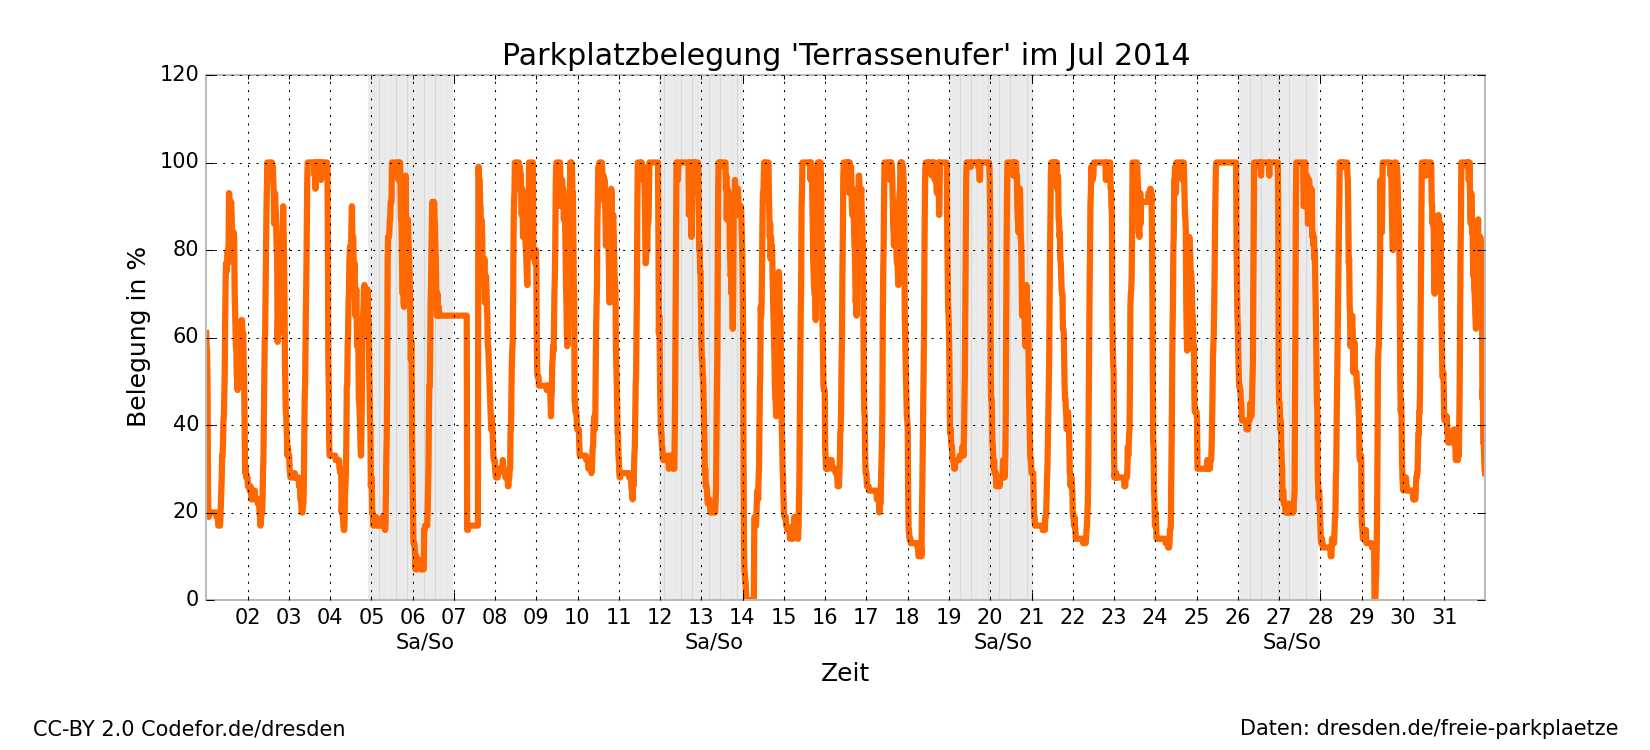 Parkplatzbelegung 'Terrassenufer' im Jul 2014
120
100
80
60
40
20
0
Belegung in %
02 03 04 05 06 07 08 09 10 11 12 13 14 15 16 17 18 19 20 21 22 23 24 25 26 27 28 29 30 31
Sa/So Sa/So Sa/So Sa/So
Zeit
CC-BY 2.0 Codefor.de/dresden
Daten: dresden.de/freie-parkplaetze